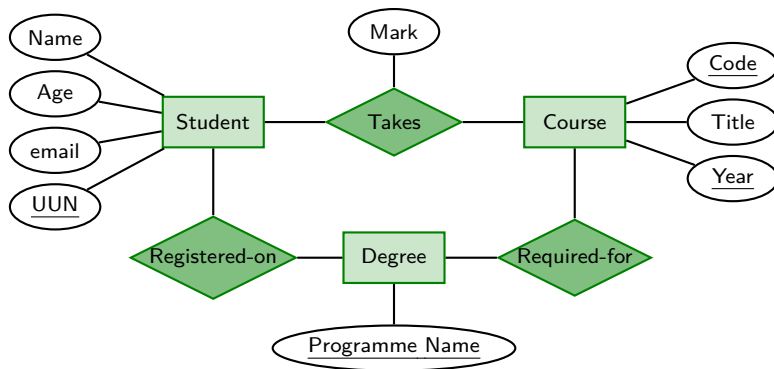 Name
Mark
Code
Age
Student
Takes
Course
Title
email
UUN
Year
Registered-on
Degree
Required-for
Programme Name